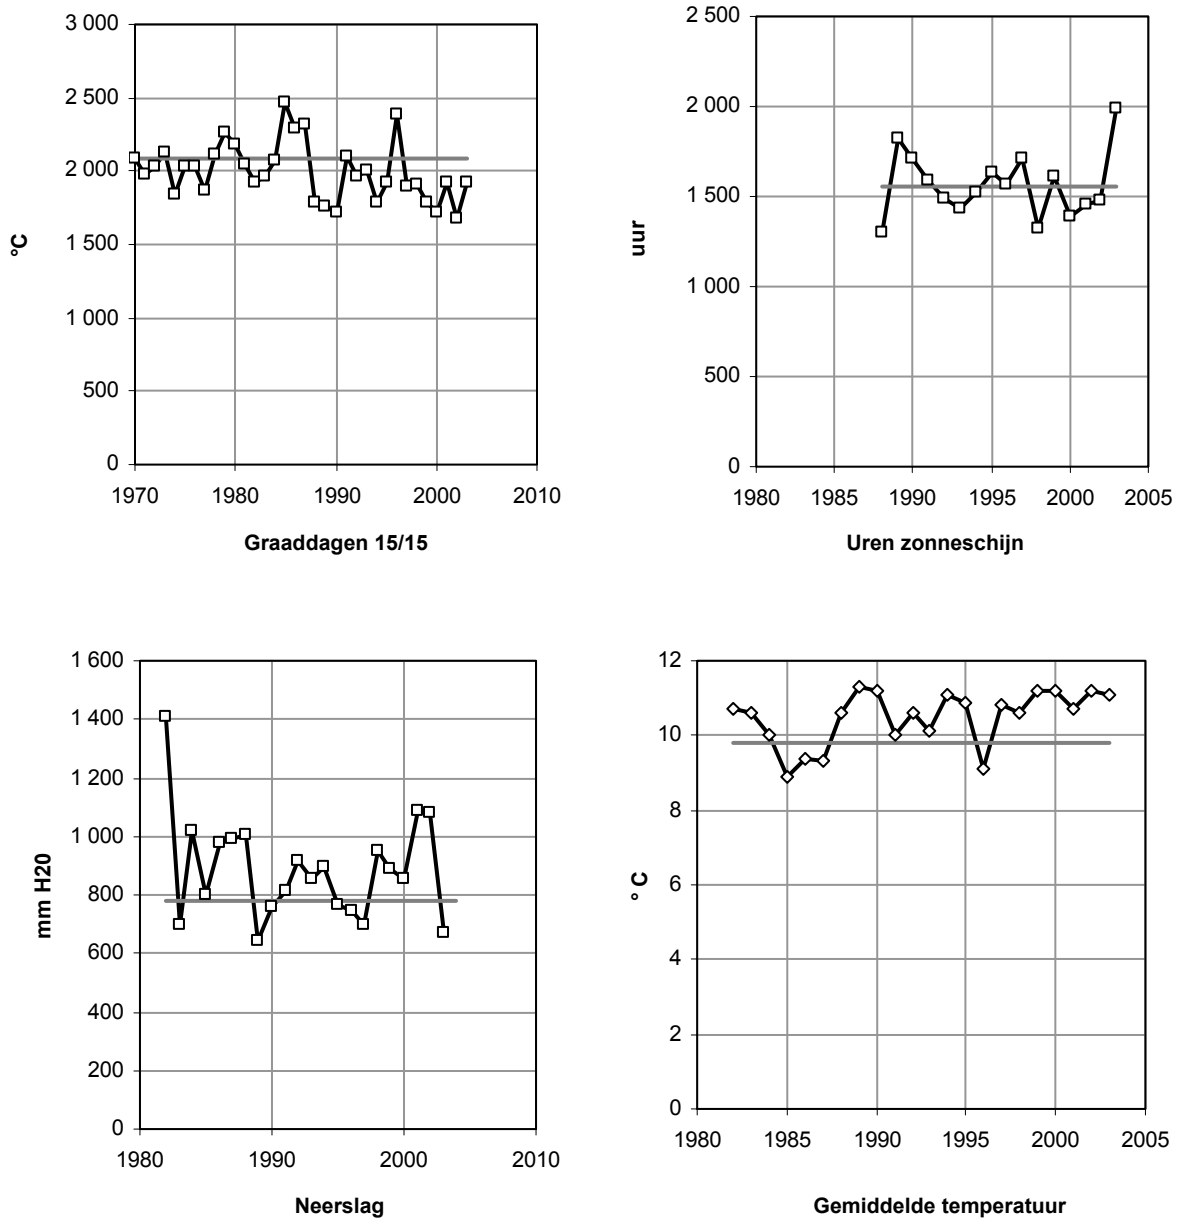 3 000
2 500
2 000
1 500
1 000
500
0
°C
1970 1980 1990 2000 2010
Graaddagen 15/15
2 500
2 000
1 500
1 000
500
0
uur
1980 1985 1990 1995 2000 2005
Uren zonneschijn
1 600
1 400
1 200
1 000
800
600
400
200
0
mm H20
1980 1990 2000 2010
Neerslag
12
10
8
6
4
2
0
° C
1980 1985 1990 1995 2000 2005
Gemiddelde temperatuur